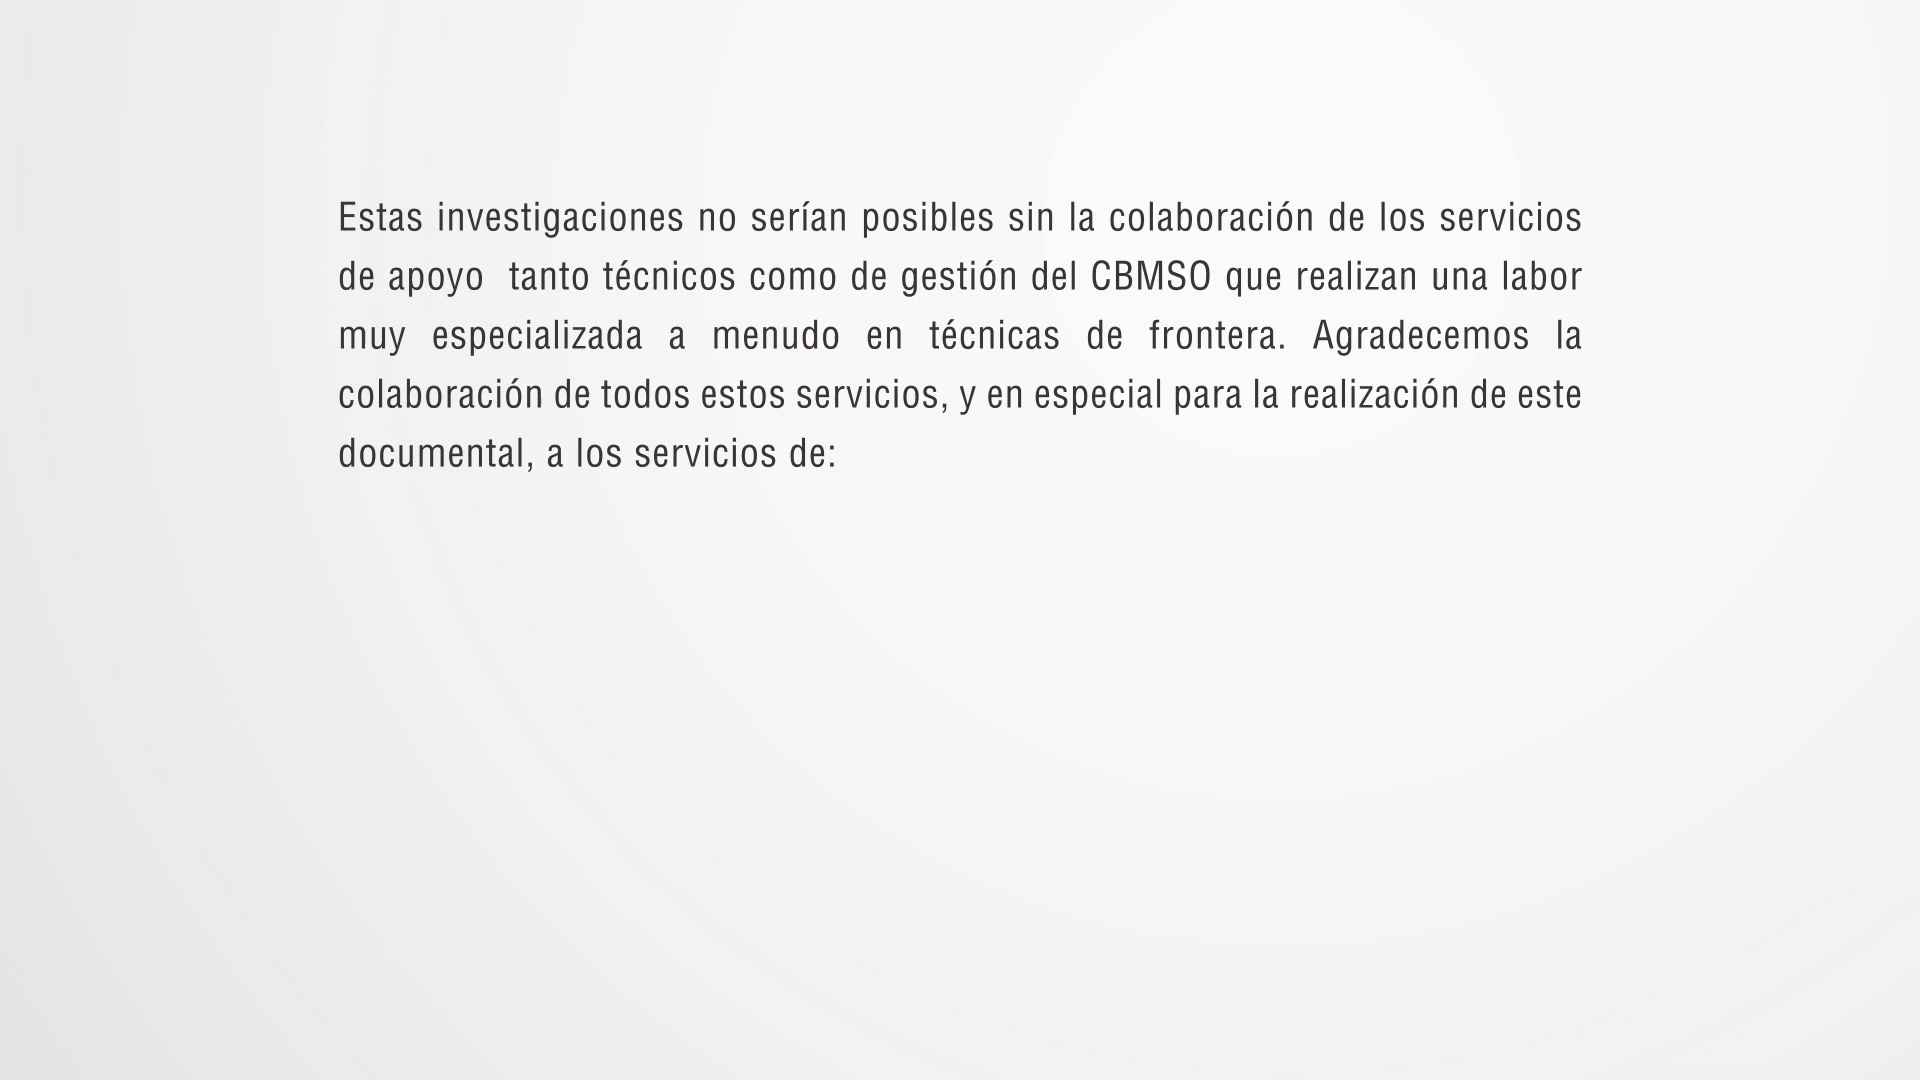 Estas investigaciones no serían posibles sin la colaboración de los servicios
de apoyo  tanto técnicos como de gestión del CBMSO que realizan una labor
muy especializada a menudo en técnicas de frontera. Agradecemos la
colaboración de todos estos servicios, y en especial para la realización de este
documental, a los servicios de: